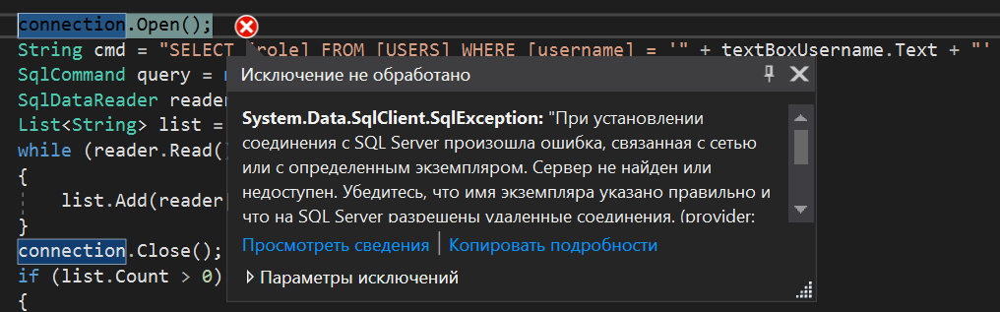 connection.Open();
String cmd = "SELECT [role] FROM [USERS] WHERE [username] = '" + textBoxUsername.Text + "'
SqlCommand query =
Исключение не обработано
SqlDataReader reader
List<String> list =
System.Data.SqlClient.SqlException: "При установлении
while (reader.Read(
соединения с SQL Server произошла ошибка, связанная с сетью
{
или с определенным экземпляром. Сервер не найден или
list.Add(reader
недоступен. Убедитесь, что имя экземпляра указано правильно и
}
что на SQL Server разрешены удаленные соединения. (provider:
connection.Close();
Просмотреть сведения | Копировать подробности
if (list.Count > 0)
Параметры исключений
{